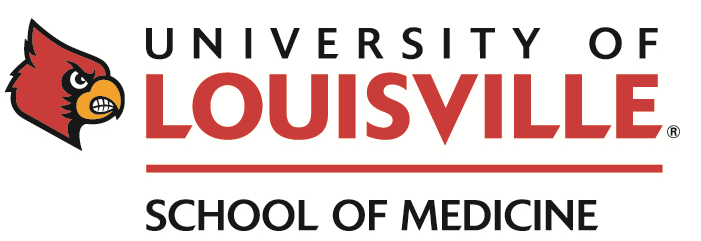 UNIVERSITY OF
LOUISVILLE®
SCHOOL OF MEDICINE